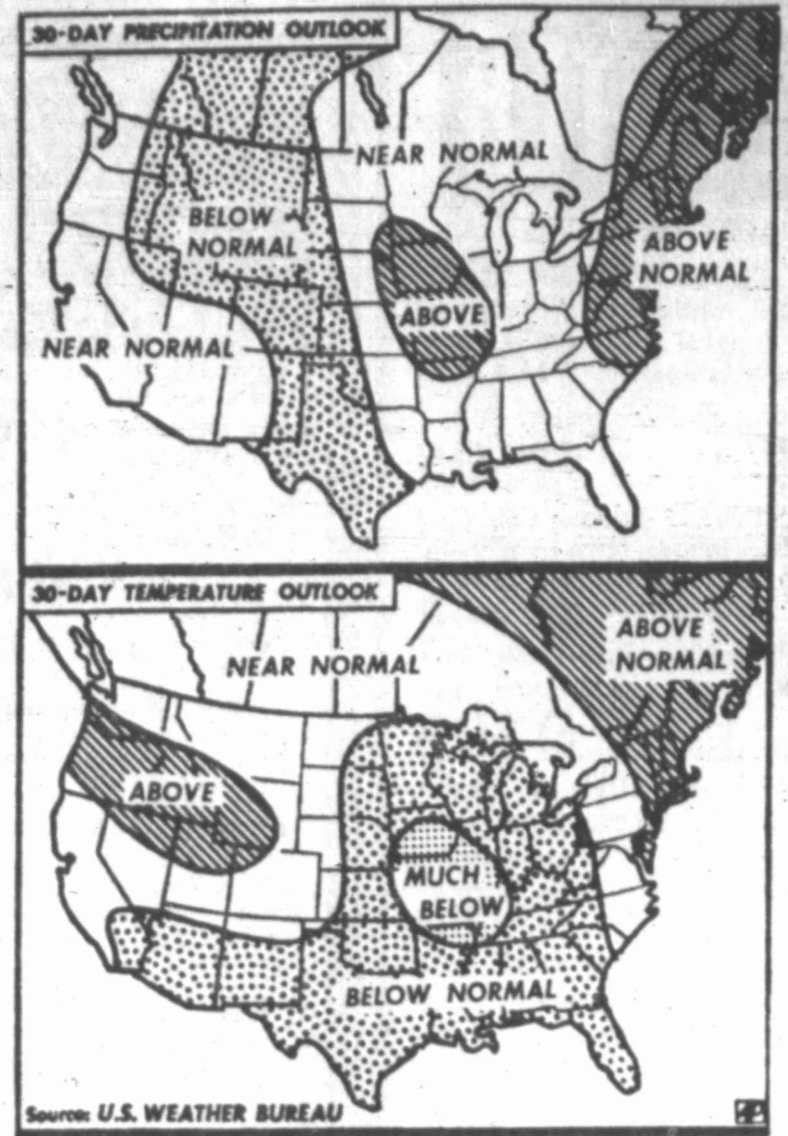 30-DAY PRECIPITATION OUTLOOK
NEAR NORMAL
BELOW
NORMAL
ABOVE
NORMAL
ABOVE
NEAR NORMAL
30-DAY TEMPERATURE OUTLOOK
ABOVE
NORMAL
NEAR NORMAL
ABOVE
MUCH
BELOW
BELOW NORMAL
Source: U.S. WEATHER BUREAU
AP